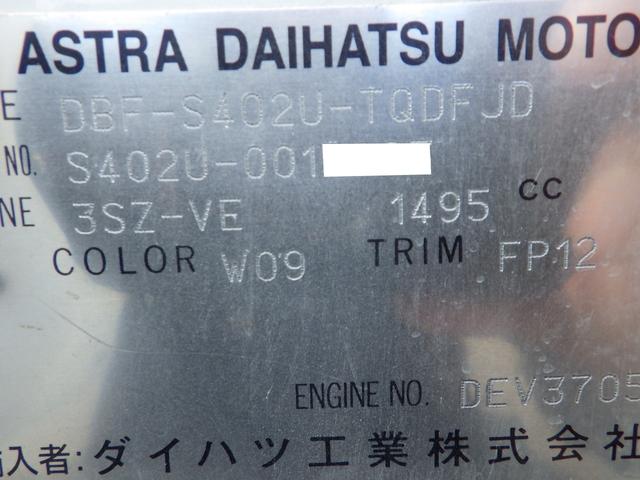 ASTRA DAIHATSU MOTO
E DBF-S402U-TQDFJD
NO. S402U-001
NE 3SZ-VE 1495 CC
COLOR W09 TRIM FP12
ENGINE NO. DEV3705
入者:ダイハツ工業株式会社